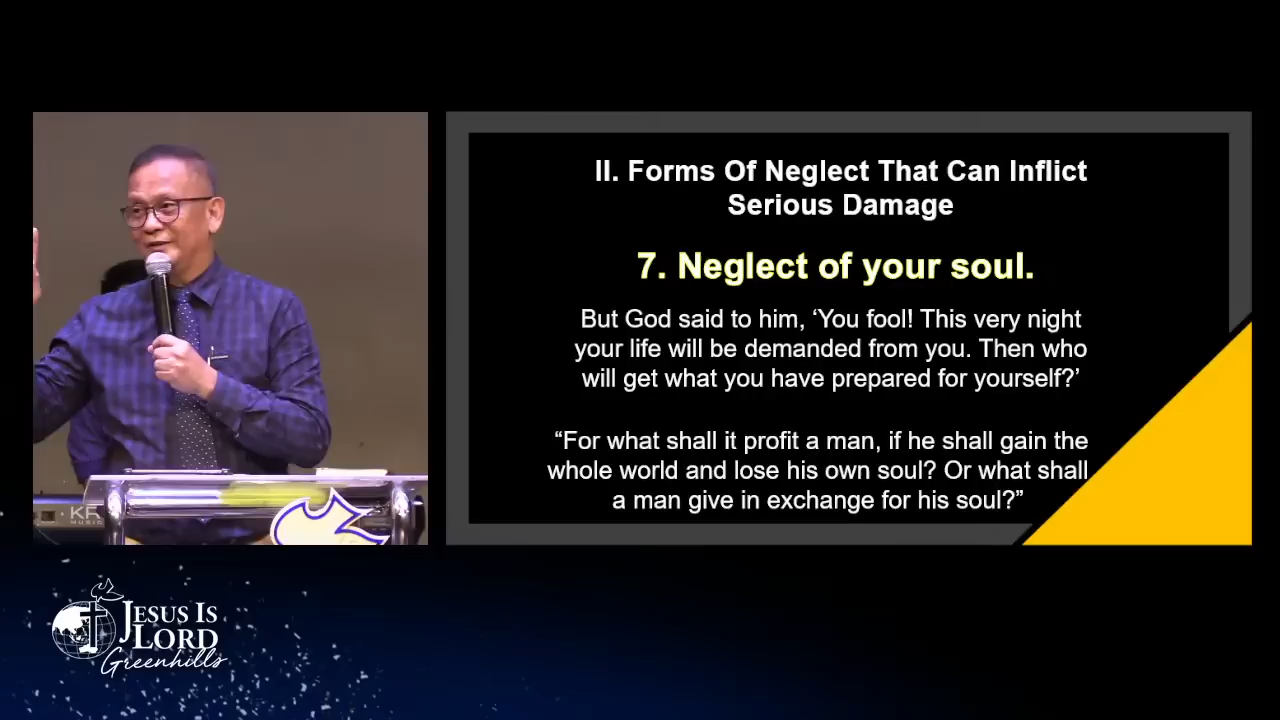 II. Forms Of Neglect That Can Inflict
Serious Damage
7. Neglect of your soul.
But God said to him, ‘You fool! This very night
your life will be demanded from you. Then who
will get what you have prepared for yourself?’
“For what shall it profit a man, if he shall gain the
whole world and lose his own soul? Or what shall
a man give in exchange for his soul?”
JESUS IS
LORD
Greenhills